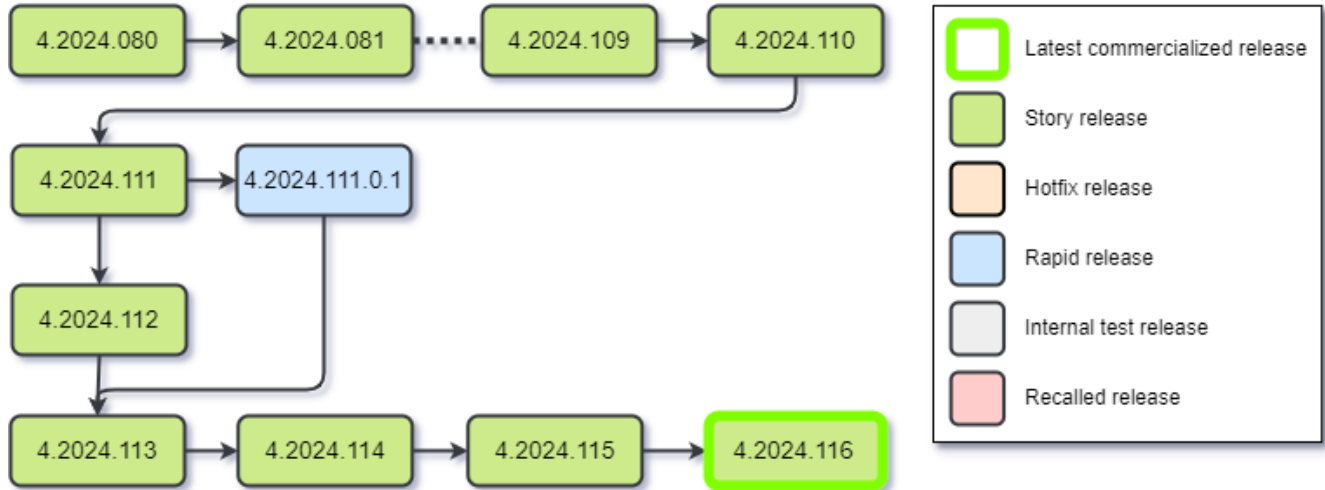 4.2024.080
4.2024.081
4.2024.109
4.2024.110
4.2024.111
4.2024.111.0.1
4.2024.112
4.2024.113
4.2024.114
4.2024.115
4.2024.116
Latest commercialized release
Story release
Hotfix release
Rapid release
Internal test release
Recalled release